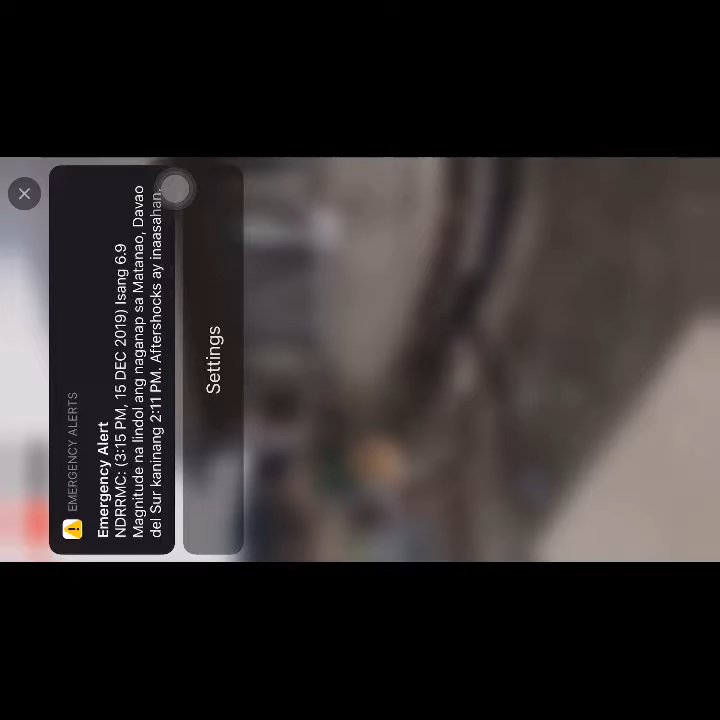 EMERGENCY ALERTS
Emergency Alert
NDRRMC: (3:15 PM, 15 DEC 2019) Isang 6.9
Magnitude na lindol ang naganap sa Matanao, Davao
del Sur kaninang 2:11 PM. Aftershocks ay inaasahan.
Settings